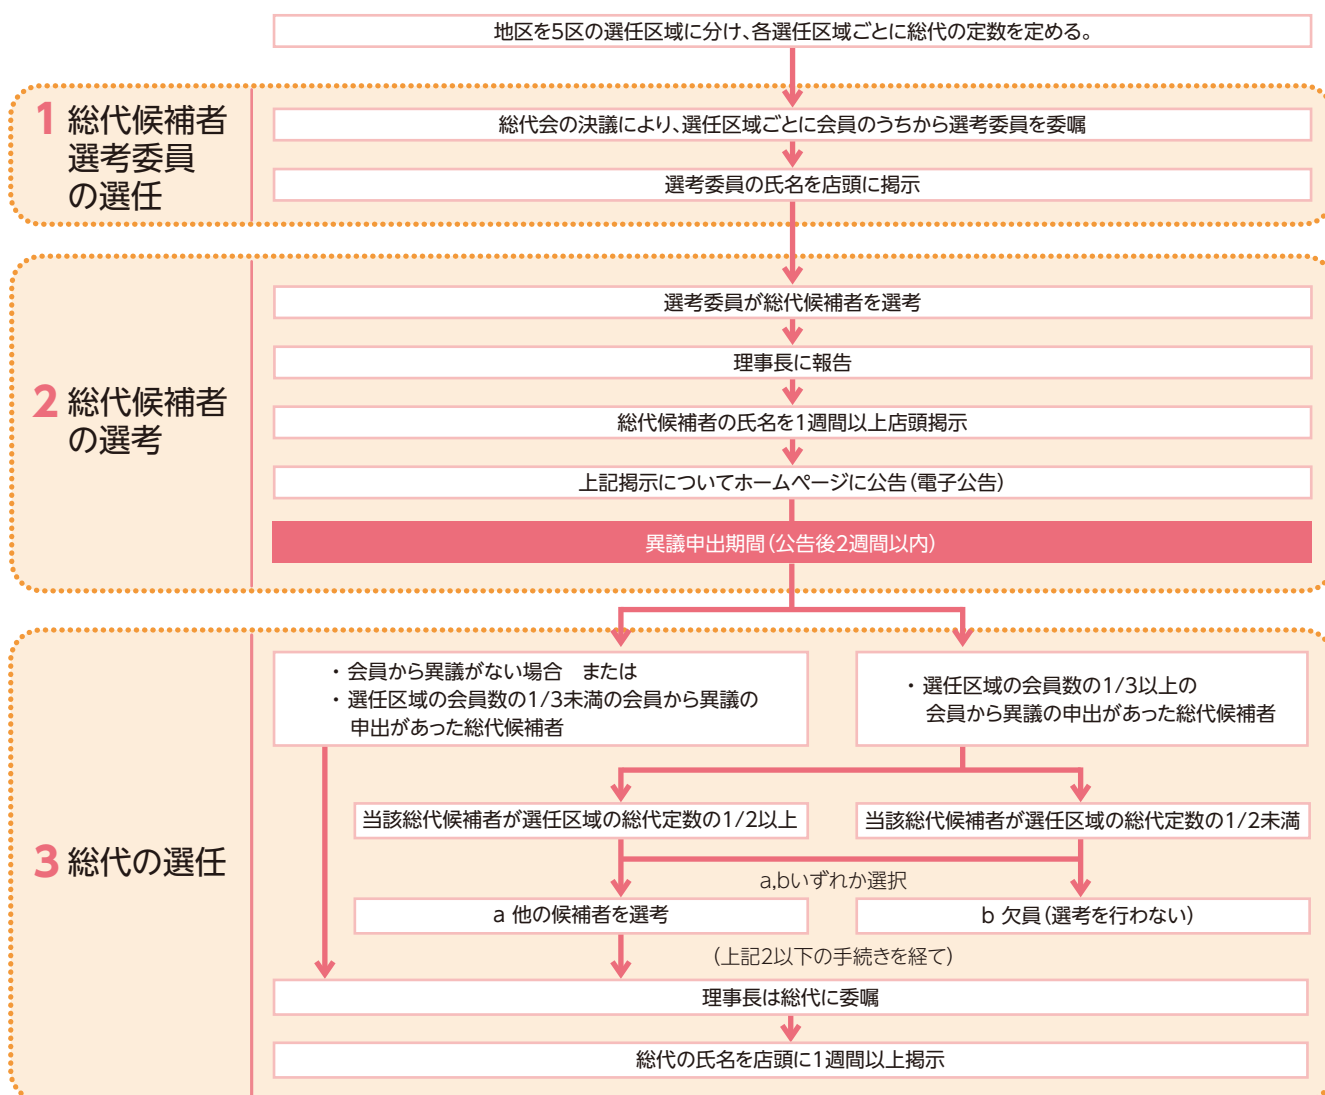 地区を5区の選任区域に分け、各選任区域ごとに総代の定数を定める。
1 総代候補者
選考委員
の選任
総代会の決議により、選任区域ごとに会員のうちから選考委員を委嘱
選考委員の氏名を店頭に掲示
2 総代候補者
の選考
選考委員が総代候補者を選考
理事長に報告
総代候補者の氏名を1週間以上店頭掲示
上記掲示についてホームページに公告(電子公告)
異議申出期間(公告後2週間以内)
3 総代の選任
・会員から異議がない場合　または
・選任区域の会員数の1/3未満の会員から異議の
申出があった総代候補者
・選任区域の会員数の1/3以上の
会員から異議の申出があった総代候補者
当該総代候補者が選任区域の総代定数の1/2以上
当該総代候補者が選任区域の総代定数の1/2未満
a,bいずれか選択
a 他の候補者を選考
b 欠員(選考を行わない)
(上記2以下の手続きを経て)
理事長は総代に委嘱
総代の氏名を店頭に1週間以上掲示